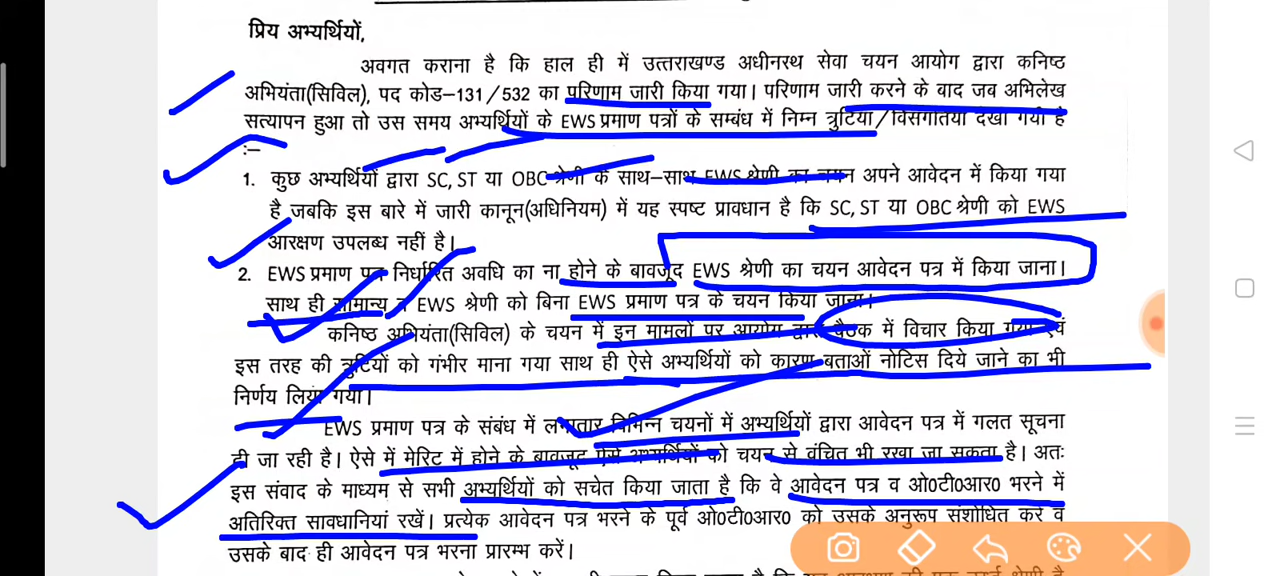 प्रिय अभ्यर्थियों,
अवगत कराना है कि हाल ही में उत्तराखण्ड अधीनस्थ सेवा चयन आयोग द्वारा कनिष्ठ
अभियंता(सिविल), पद कोड–131/532 का परिणाम जारी किया गया। परिणाम जारी करने के बाद जब अभिलेख
सत्यापन हुआ तो उस समय अभ्यर्थियों के EWS प्रमाण पत्रों के सम्बंध में निम्न त्रुटियां/विसंगतियां देखी गयी है
:–
1. कुछ अभ्यर्थियों द्वारा SC, ST या OBC श्रेणी के साथ–साथ EWS श्रेणी का चयन अपने आवेदन में किया गया
है जबकि इस बारे में जारी कानून(अधिनियम) में यह स्पष्ट प्रावधान है कि SC, ST या OBC श्रेणी को EWS
आरक्षण उपलब्ध नहीं है।
2. EWS प्रमाण पत्र निर्धारित अवधि का ना होने के बावजूद EWS श्रेणी का चयन आवेदन पत्र में किया जाना।
साथ ही सामान्य व EWS श्रेणी को बिना EWS प्रमाण पत्र के चयन किया जाना।
कनिष्ठ अभियंता(सिविल) के चयन में इन मामलों पर आयोग द्वारा बैठक में विचार किया गया एवं
इस तरह की त्रुटियों को गंभीर माना गया साथ ही ऐसे अभ्यर्थियों को कारण बताओं नोटिस दिये जाने का भी
निर्णय लिया गया।
EWS प्रमाण पत्र के संबंध में लगातार विभिन्न चयनों में अभ्यर्थियों द्वारा आवेदन पत्र में गलत सूचना
दी जा रही है। ऐसे में मेरिट में होने के बावजूद ऐसे अभ्यर्थियों को चयन से वंचित भी रखा जा सकता है। अतः
इस संवाद के माध्यम से सभी अभ्यर्थियों को सचेत किया जाता है कि वे आवेदन पत्र व ओ0टी0आर0 भरने में
अतिरिक्त सावधानियां रखें। प्रत्येक आवेदन पत्र भरने के पूर्व ओ0टी0आर0 को उसके अनुरूप संशोधित करें व
उसके बाद ही आवेदन पत्र भरना प्रारम्भ करें।